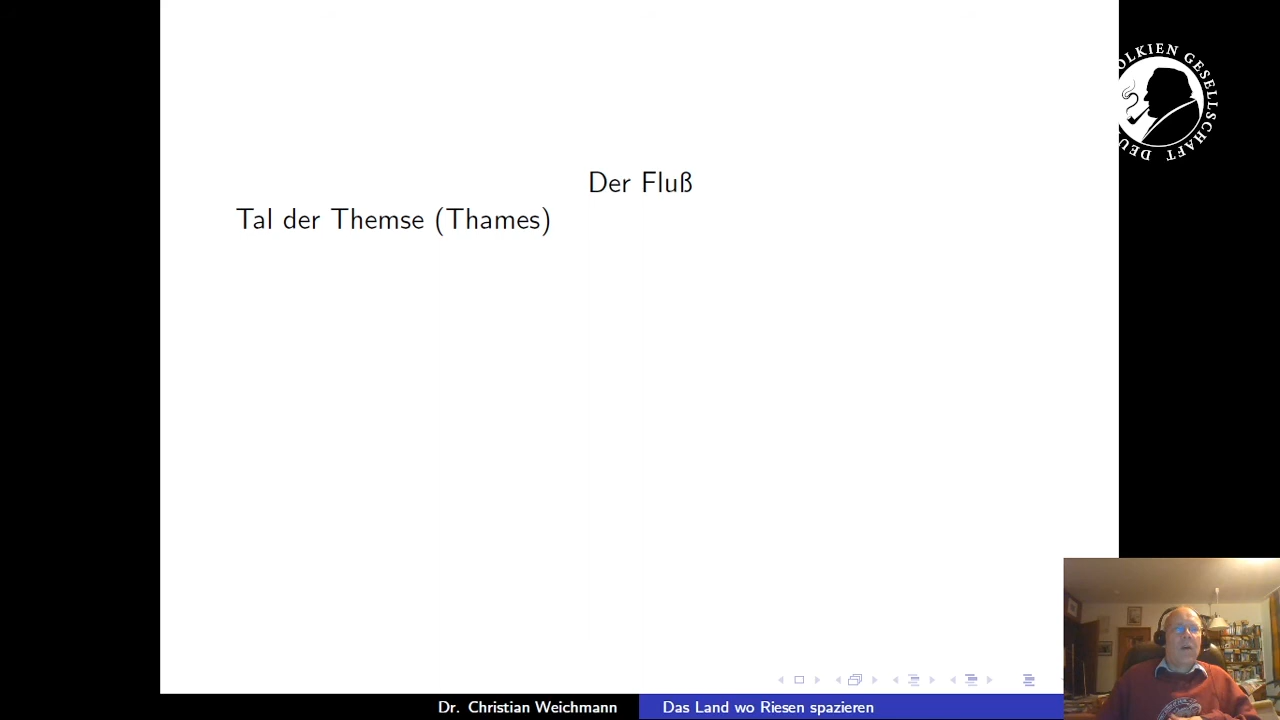 OLKIEN GESELLSCHAFT DEU
Der Fluß
Tal der Themse (Thames)
Dr. Christian Weichmann
Das Land wo Riesen spazieren